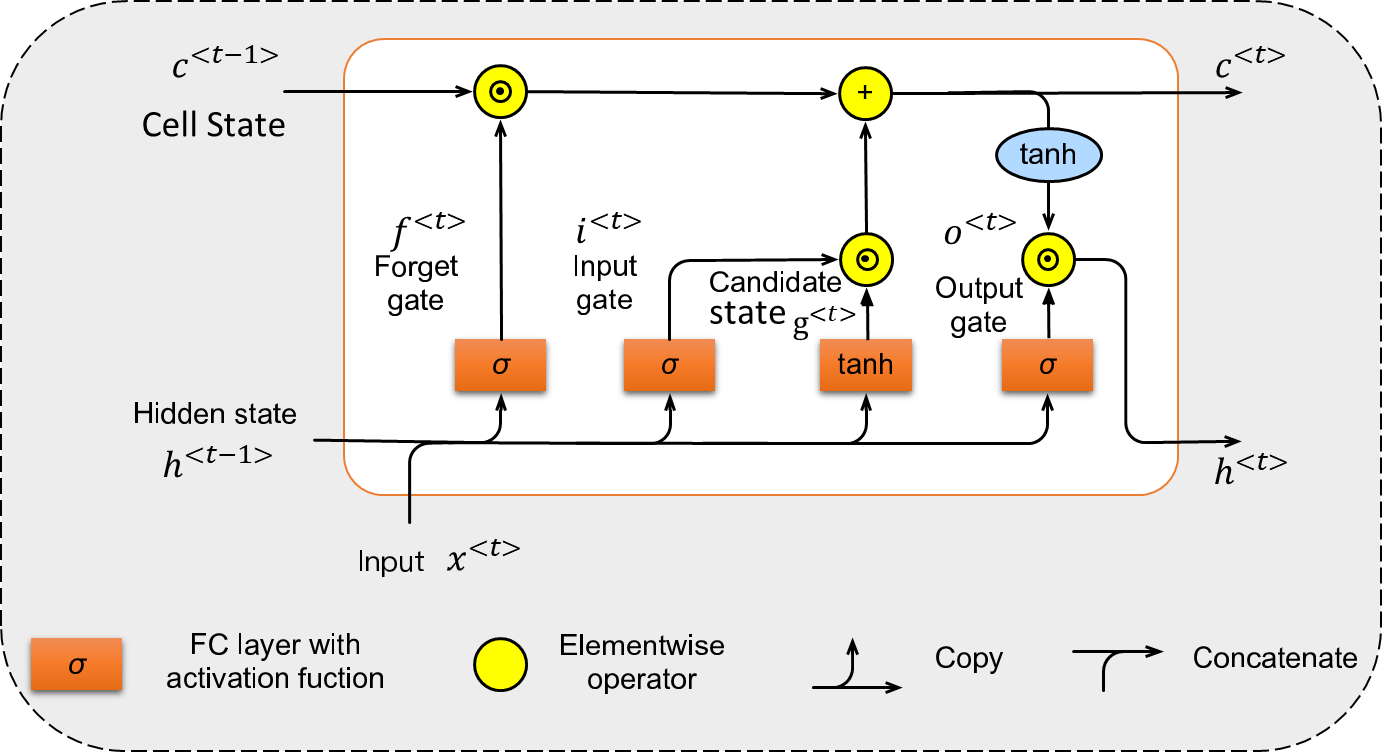 c<t−1>
Cell State
⊙
+
c<t>
tanh
f<t>
Forget
gate
i<t>
Input
gate
⊙
Candidate
state g<t>
o<t>
Output
gate
⊙
σ
σ
tanh
σ
Hidden state
h<t−1>
h<t>
Input x<t>
σ
FC layer with
activation fuction
Elementwise
operator
Copy
Concatenate